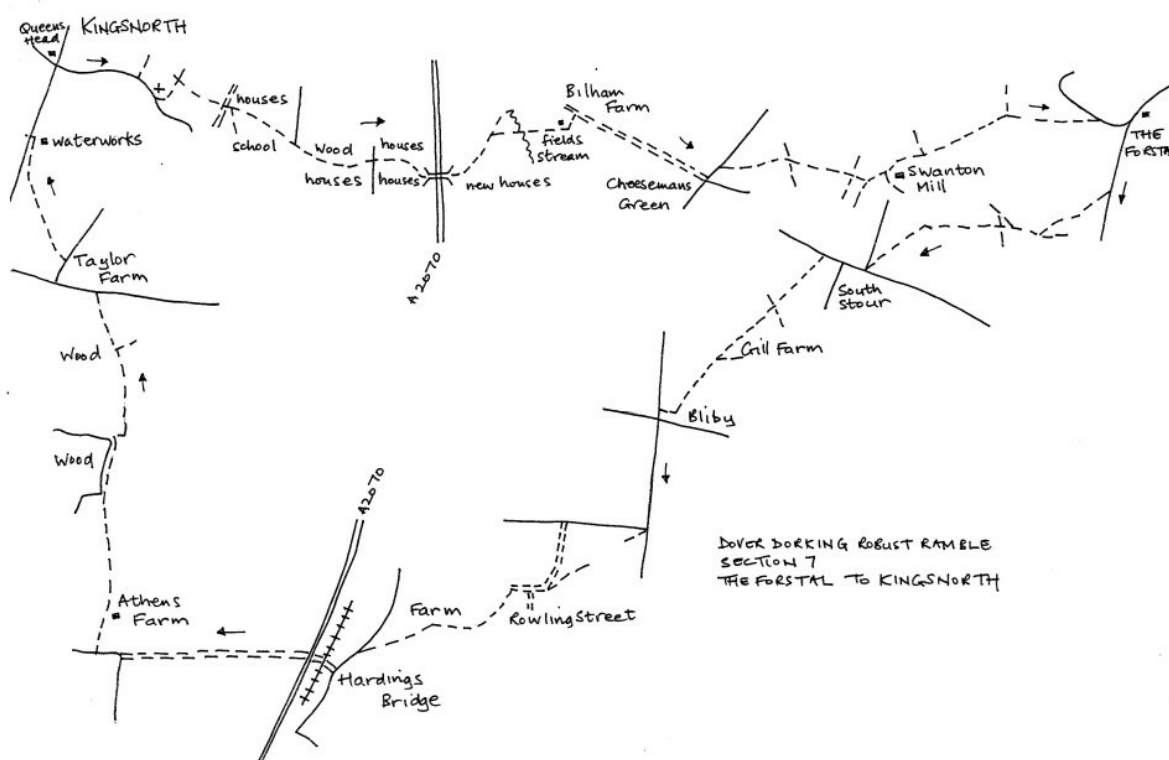 Queens
Head
KINGSNORTH
waterworks
houses
school
Wood
houses
houses
houses
new houses
fields
stream
Bilham
Farm
Cheesemans
Green
Swanton
Mill
THE
FORSTAL
A2070
Taylor
Farm
South
Stour
Wood
Gill Farm
Bliby
Wood
A2070
DOVER DORKING ROBUST RAMBLE
SECTION 7
THE FORSTAL TO KINGSNORTH
Athens
Farm
Farm
Rowling Street
Hardings
Bridge